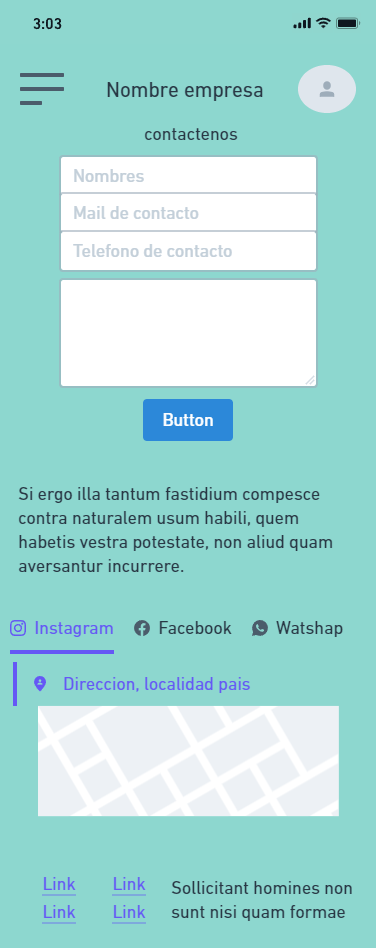 3:03
Nombre empresa
contactenos
Nombres
Mail de contacto
Telefono de contacto
Button
Si ergo illa tantum fastidium compesce
contra naturalem usum habili, quem
habetis vestra potestate, non aliud quam
aversantur incurrere.
Instagram Facebook Watshap
Direccion, localidad pais
Link Link
Link Link
Sollicitant homines non
sunt nisi quam formae